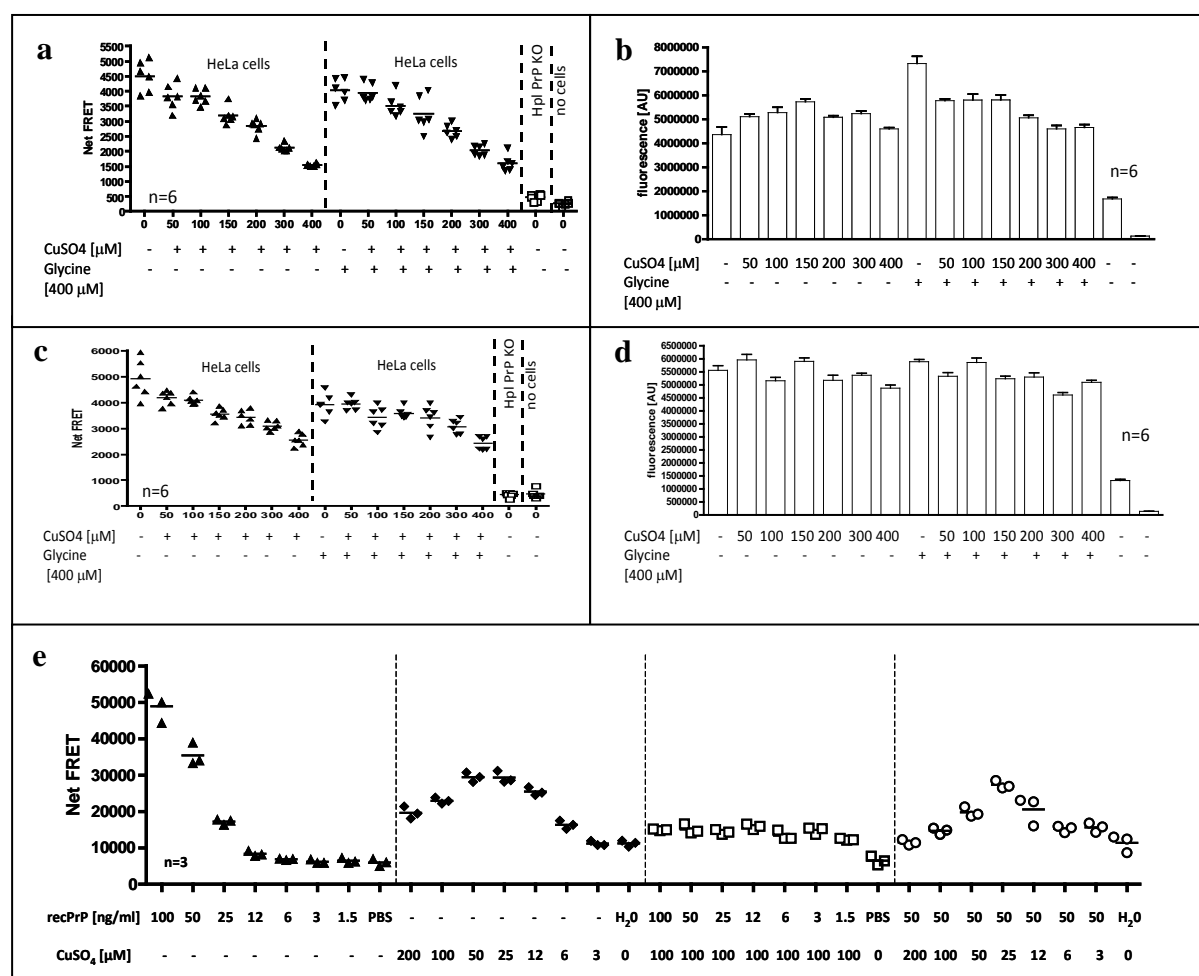 a
HeLa cells
HeLa cells
Hpl PrP KO
no cells
Net FRET
5500
5000
4500
4000
3500
3000
2500
2000
1500
1000
500
0
n=6
0 50 100 150 200 300 400 0 50 100 150 200 300 400 0 0
CuSO4 [μM] - + + + + + + - + + + + + + - -
Glycine - - - - - - - + + + + + + + - -
[400 μM]
b
fluorescence [AU]
8000000
7000000
6000000
5000000
4000000
3000000
2000000
1000000
0
n=6
CuSO4 [μM] - 50 100 150 200 300 400 - 50 100 150 200 300 400 - -
Glycine - - - - - - - + + + + + + + - -
[400 μM]
c
HeLa cells
HeLa cells
Hpl PrP KO
no cells
Net FRET
6000
5000
4000
3000
2000
1000
0
n=6
0 50 100 150 200 300 400 0 50 100 150 200 300 400 0 0
CuSO4 [μM] - + + + + + + - + + + + + + - -
Glycine - - - - - - - + + + + + + + - -
[400 μM]
d
fluorescence [AU]
6500000
6000000
5500000
5000000
4500000
4000000
3500000
3000000
2500000
2000000
1500000
1000000
500000
0
n=6
CuSO4 [μM] - 50 100 150 200 300 400 - 50 100 150 200 300 400 - -
Glycine - - - - - - - + + + + + + - -
[400 μM]
e
Net FRET
60000
50000
40000
30000
20000
10000
0
n=3
recPrP [ng/ml] 100 50 25 12 6 3 1.5 PBS - - - - - - - H₂0 100 50 25 12 6 3 1.5 PBS 50 50 50 50 50 50 50 H₂0
CuSO₄ [μM] - - - - - - - - 200 100 50 25 12 6 3 0 100 100 100 100 100 100 100 0 200 100 50 25 12 6 3 0